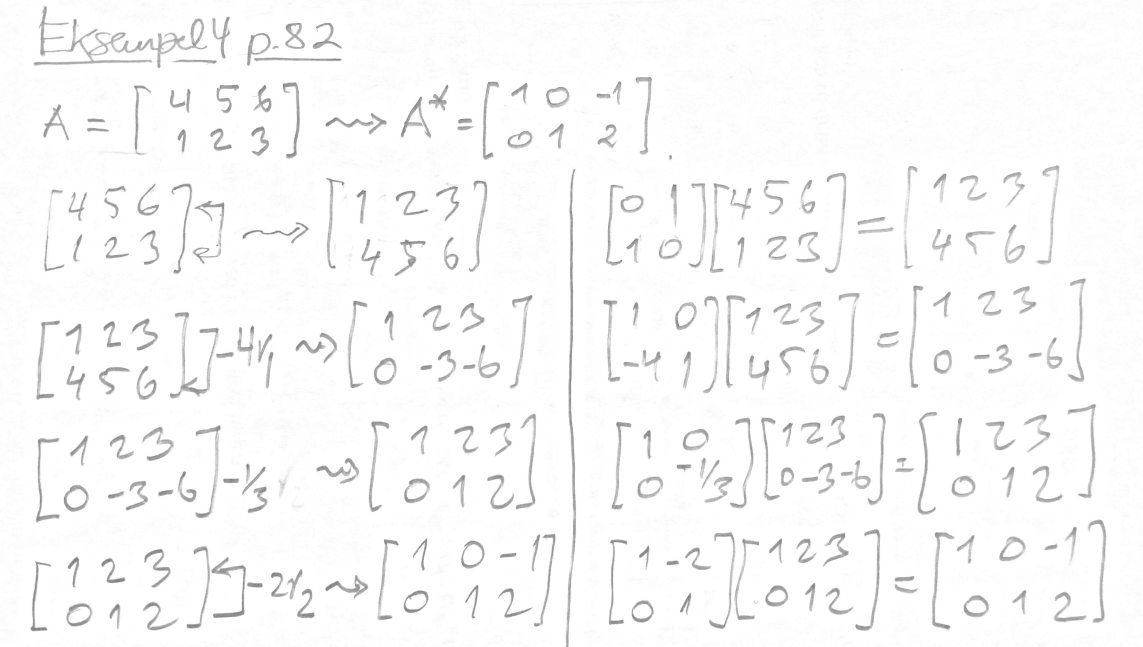 Eksempel 4 p.82
A = [4 5 6; 1 2 3] ⇝ A* = [1 0 -1; 0 1 2].
[4 5 6; 1 2 3] ⇝ [1 2 3; 4 5 6] | [0 1; 1 0][4 5 6; 1 2 3] = [1 2 3; 4 5 6]
[1 2 3; 4 5 6] -4r₁ ⇝ [1 2 3; 0 -3 -6] | [1 0; -4 1][1 2 3; 4 5 6] = [1 2 3; 0 -3 -6]
[1 2 3; 0 -3 -6] -1/3 r₂ ⇝ [1 2 3; 0 1 2] | [1 0; 0 -1/3][1 2 3; 0 -3 -6] = [1 2 3; 0 1 2]
[1 2 3; 0 1 2] -2r₂ ⇝ [1 0 -1; 0 1 2] | [1 -2; 0 1][1 2 3; 0 1 2] = [1 0 -1; 0 1 2]